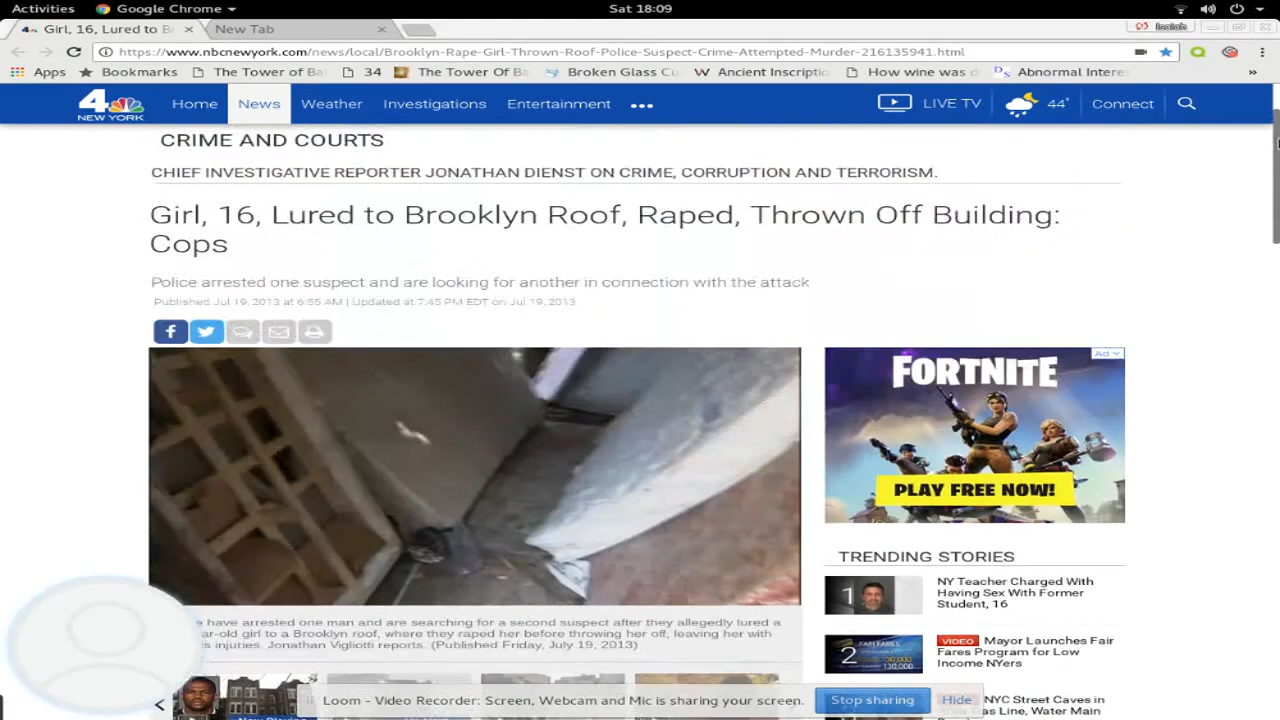 Activities Google Chrome Sat 18:09
Girl, 16, Lured to B New Tab Isaiah
https://www.nbcnewyork.com/news/local/Brooklyn-Rape-Girl-Thrown-Roof-Police-Suspect-Crime-Attempted-Murder-216135941.html
Apps Bookmarks The Tower of Ba 34 The Tower Of Ba Broken Glass Cu Ancient Inscriptio How wine was d Abnormal Intere »
4 NEW YORK Home News Weather Investigations Entertainment ••• LIVE TV 44° Connect
CRIME AND COURTS
CHIEF INVESTIGATIVE REPORTER JONATHAN DIENST ON CRIME, CORRUPTION AND TERRORISM.
Girl, 16, Lured to Brooklyn Roof, Raped, Thrown Off Building:
Cops
Police arrested one suspect and are looking for another in connection with the attack
Published Jul 19, 2013 at 6:55 AM | Updated at 7:45 PM EDT on Jul 19, 2013
Ad
FORTNITE
PLAY FREE NOW!
TRENDING STORIES
1 NY Teacher Charged With
Having Sex With Former
Student, 16
2 VIDEO Mayor Launches Fair
Fares Program for Low
Income NYers
NYC Street Caves in
Gas Line, Water Main
have arrested one man and are searching for a second suspect after they allegedly lured a
ar-old girl to a Brooklyn roof, where they raped her before throwing her off, leaving her with
injuries. Jonathan Vigliotti reports. (Published Friday, July 19, 2013)
Loom - Video Recorder: Screen, Webcam and Mic is sharing your screen. Stop sharing Hide